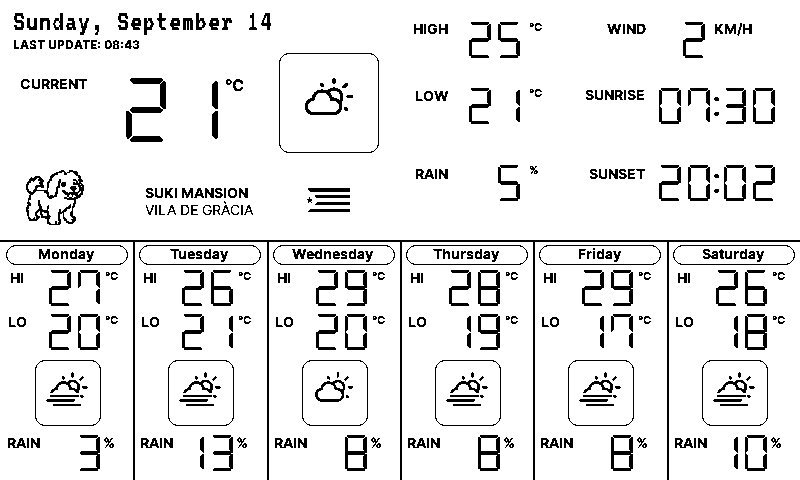 Sunday, September 14
LAST UPDATE: 08:43
CURRENT 21 °C
HIGH 25 °C
WIND 2 KM/H
LOW 21 °C
SUNRISE 07:30
RAIN 5 %
SUNSET 20:02
SUKI MANSION
VILA DE GRÀCIA
Monday
HI 27 °C
LO 20 °C
RAIN 3 %
Tuesday
HI 26 °C
LO 21 °C
RAIN 13 %
Wednesday
HI 29 °C
LO 20 °C
RAIN 8 %
Thursday
HI 28 °C
LO 19 °C
RAIN 8 %
Friday
HI 29 °C
LO 17 °C
RAIN 8 %
Saturday
HI 26 °C
LO 18 °C
RAIN 10 %